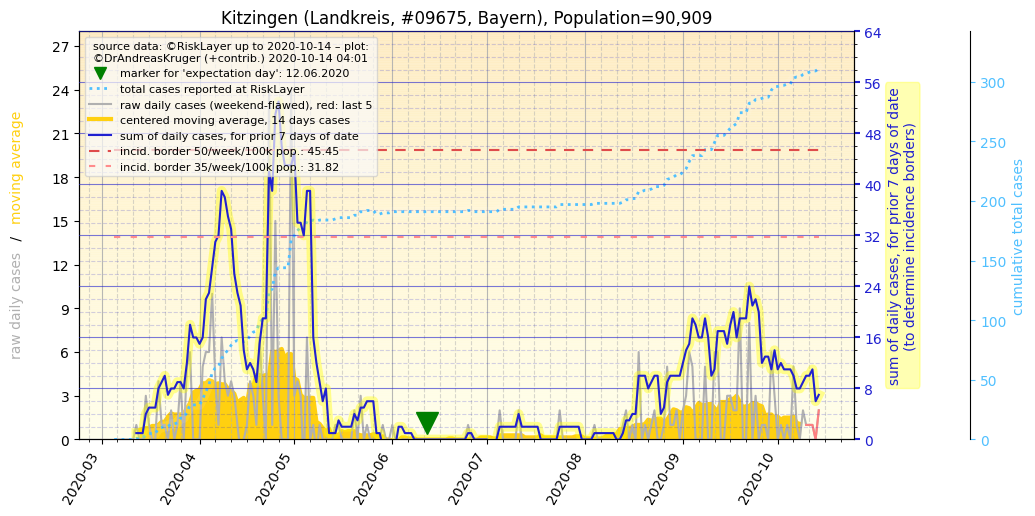 Kitzingen (Landkreis, #09675, Bayern), Population=90,909
source data: ©RiskLayer up to 2020-10-14 – plot:
©DrAndreasKruger (+contrib.) 2020-10-14 04:01
marker for 'expectation day': 12.06.2020
total cases reported at RiskLayer
raw daily cases (weekend-flawed), red: last 5
centered moving average, 14 days cases
sum of daily cases, for prior 7 days of date
incid. border 50/week/100k pop.: 45.45
incid. border 35/week/100k pop.: 31.82
raw daily cases / moving average
27
24
21
18
15
12
9
6
3
0
64
56
48
40
32
24
16
8
0
sum of daily cases, for prior 7 days of date
(to determine incidence borders)
300
250
200
150
100
50
0
cumulative total cases
2020-03
2020-04
2020-05
2020-06
2020-07
2020-08
2020-09
2020-10